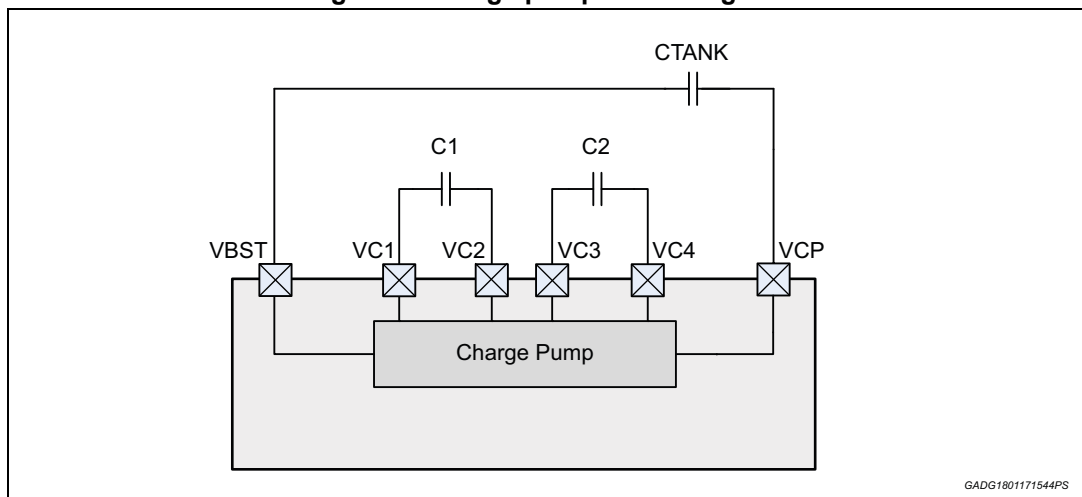 CTANK
C1 C2
VBST VC1 VC2 VC3 VC4 VCP
Charge Pump
GADG1801171544PS